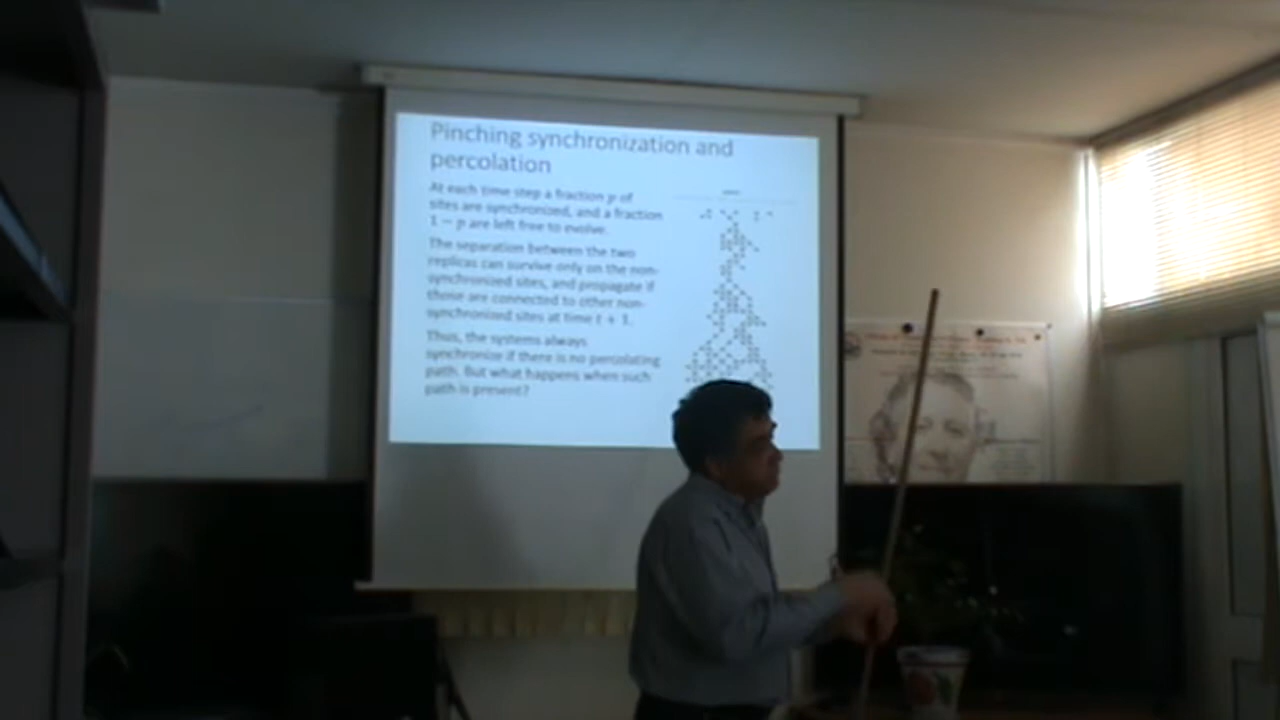 Pinching synchronization and
percolation
At each time step a fraction p of
sites are synchronized, and a fraction
1 − p are left free to evolve.
The separation between the two
replicas can survive only on the non-
synchronized sites, and propagate if
those are connected to other non-
synchronized sites at time t + 1.
Thus, the systems always
synchronize if there is no percolating
path. But what happens when such
path is present?